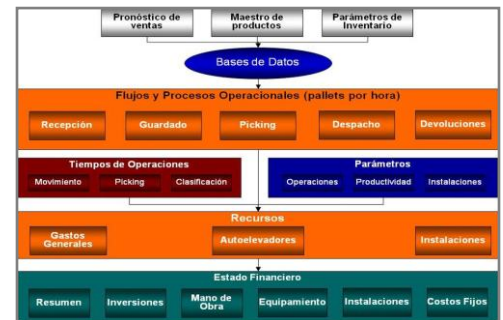 Pronóstico de ventas
Maestro de productos
Parámetros de Inventario
Bases de Datos
Flujos y Procesos Operacionales (pallets por hora)
Recepción
Guardado
Picking
Despacho
Devoluciones
Tiempos de Operaciones
Movimiento
Picking
Clasificación
Parámetros
Operaciones
Productividad
Instalaciones
Recursos
Gastos Generales
Autoelevadores
Instalaciones
Estado Financiero
Resumen
Inversiones
Mano de Obra
Equipamiento
Instalaciones
Costos Fijos